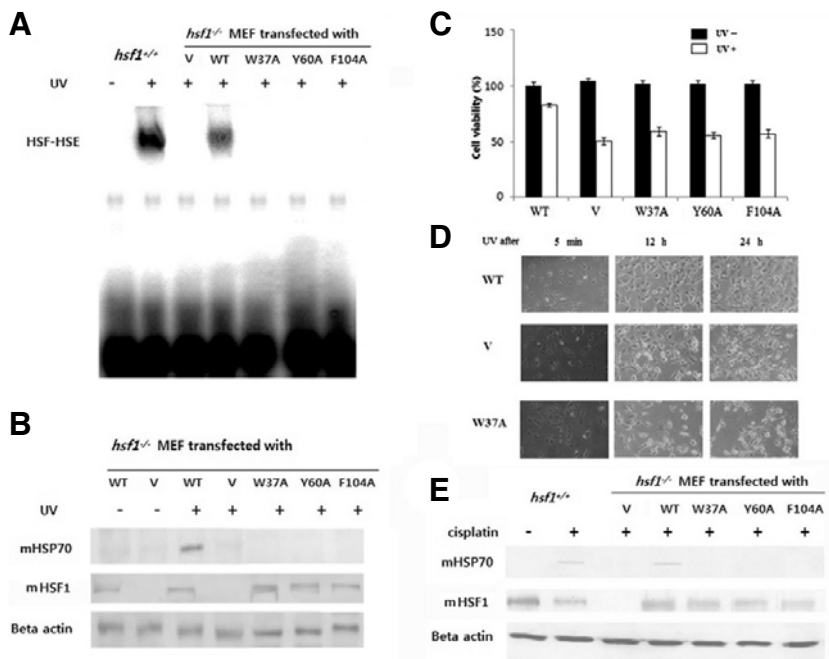 A
hsf1-/- MEF transfected with
hsf1+/+
V WT W37A Y60A F104A
UV - + + + + + +
HSF-HSE
B
hsf1-/- MEF transfected with
WT V WT V W37A Y60A F104A
UV - - + + + + +
mHSP70
mHSF1
Beta actin
C
150
100
50
0
Cell viability (%)
UV -
UV +
WT V W37A Y60A F104A
D
UV after 5 min 12 h 24 h
WT
V
W37A
E
hsf1-/- MEF transfected with
hsf1+/+
V WT W37A Y60A F104A
cisplatin - + + + + + +
mHSP70
mHSF1
Beta actin